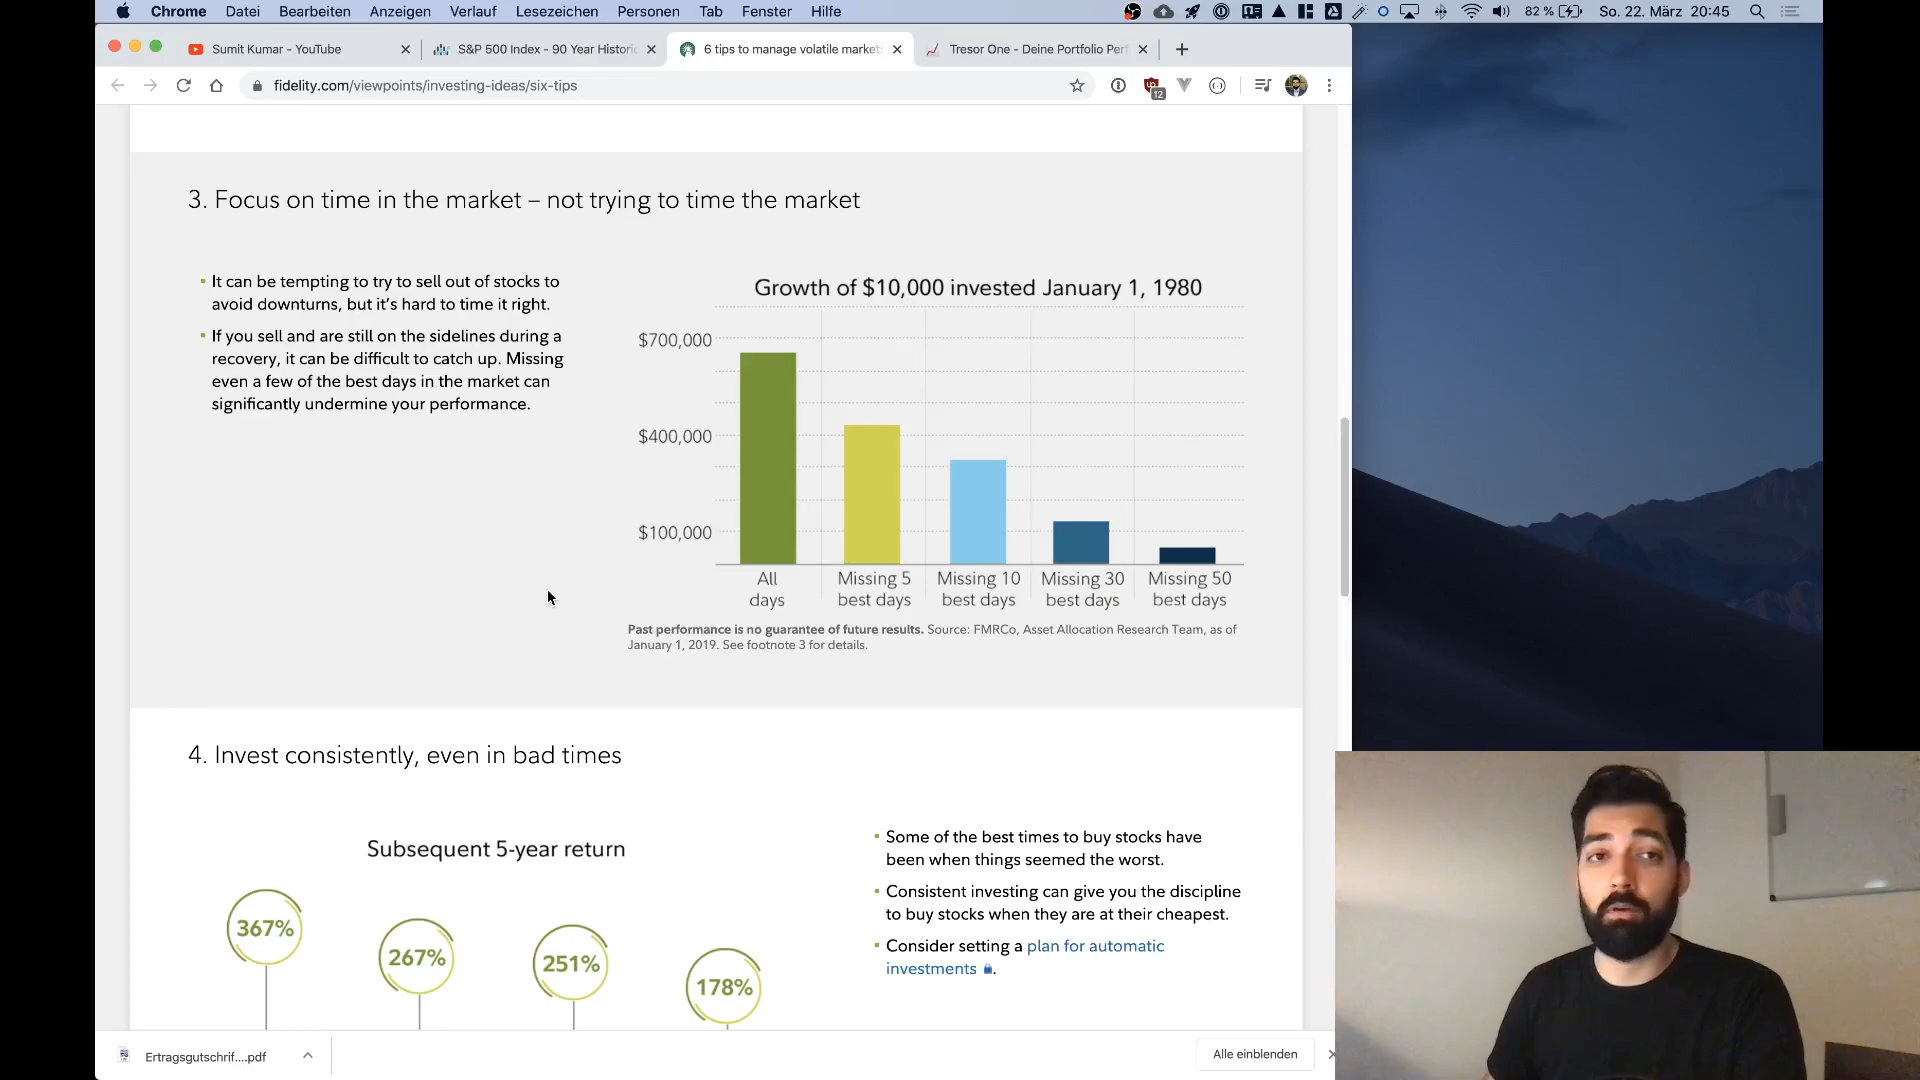 Chrome Datei Bearbeiten Anzeigen Verlauf Lesezeichen Personen Tab Fenster Hilfe 82 % So. 22. März 20:45
Sumit Kumar - YouTube S&P 500 Index - 90 Year Historic 6 tips to manage volatile markets Tresor One - Deine Portfolio Perf
fidelity.com/viewpoints/investing-ideas/six-tips
12
3. Focus on time in the market – not trying to time the market
It can be tempting to try to sell out of stocks to
avoid downturns, but it's hard to time it right.
If you sell and are still on the sidelines during a
recovery, it can be difficult to catch up. Missing
even a few of the best days in the market can
significantly undermine your performance.
Growth of $10,000 invested January 1, 1980
$700,000
$400,000
$100,000
All days
Missing 5 best days
Missing 10 best days
Missing 30 best days
Missing 50 best days
Past performance is no guarantee of future results. Source: FMRCo, Asset Allocation Research Team, as of
January 1, 2019. See footnote 3 for details.
4. Invest consistently, even in bad times
Subsequent 5-year return
367%
267%
251%
178%
Some of the best times to buy stocks have
been when things seemed the worst.
Consistent investing can give you the discipline
to buy stocks when they are at their cheapest.
Consider setting a plan for automatic
investments .
Ertragsgutschrif....pdf
Alle einblenden